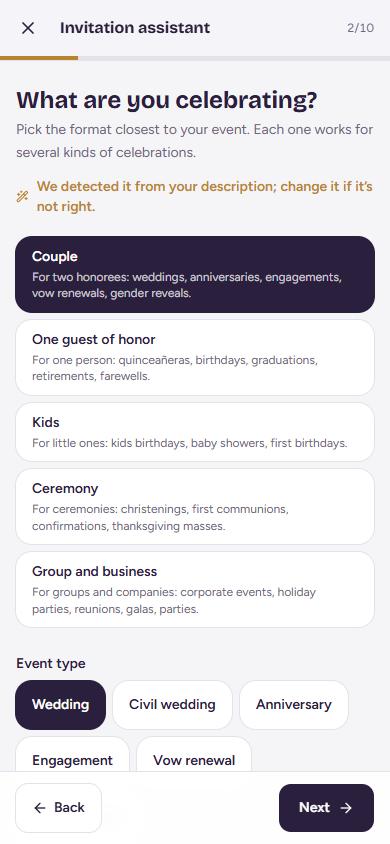 Invitation assistant
2/10
What are you celebrating?
Pick the format closest to your event. Each one works for
several kinds of celebrations.
We detected it from your description; change it if it's
not right.
Couple
For two honorees: weddings, anniversaries, engagements,
vow renewals, gender reveals.
One guest of honor
For one person: quinceañeras, birthdays, graduations,
retirements, farewells.
Kids
For little ones: kids birthdays, baby showers, first birthdays.
Ceremony
For ceremonies: christenings, first communions,
confirmations, thanksgiving masses.
Group and business
For groups and companies: corporate events, holiday
parties, reunions, galas, parties.
Event type
Wedding
Civil wedding
Anniversary
Engagement
Vow renewal
Back
Next